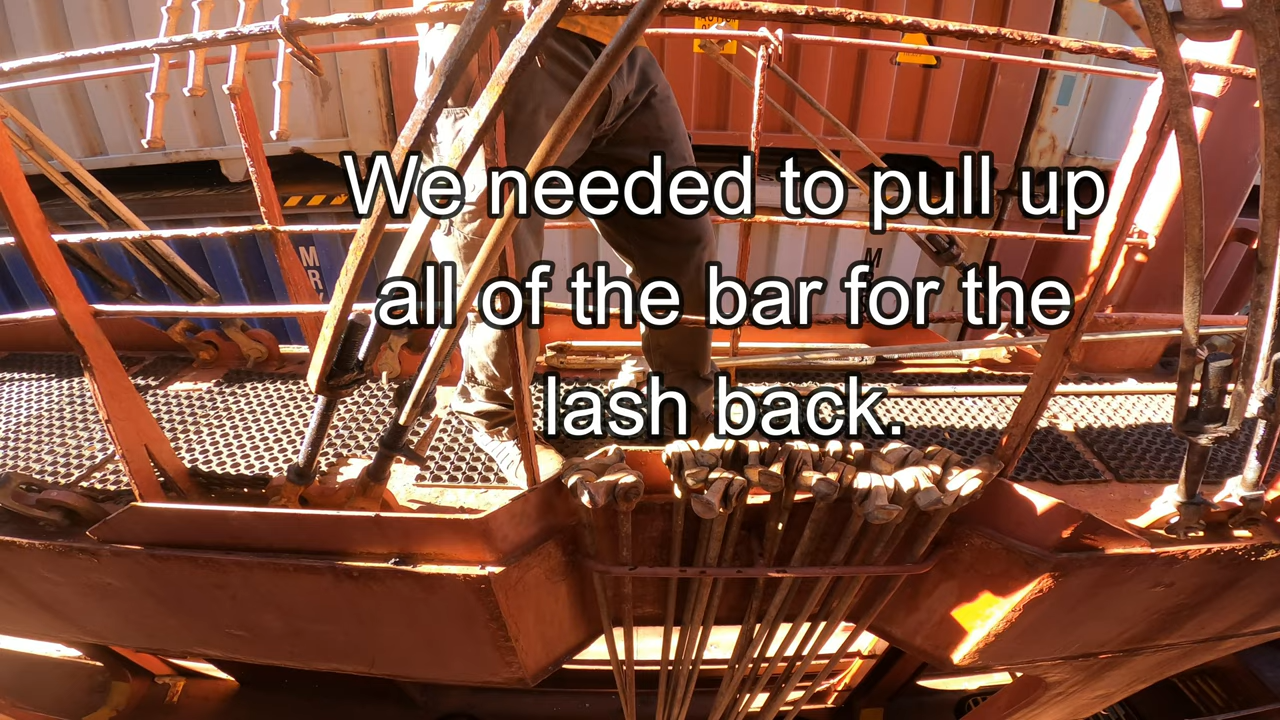 We needed to pull up
all of the bar for the
lash back.